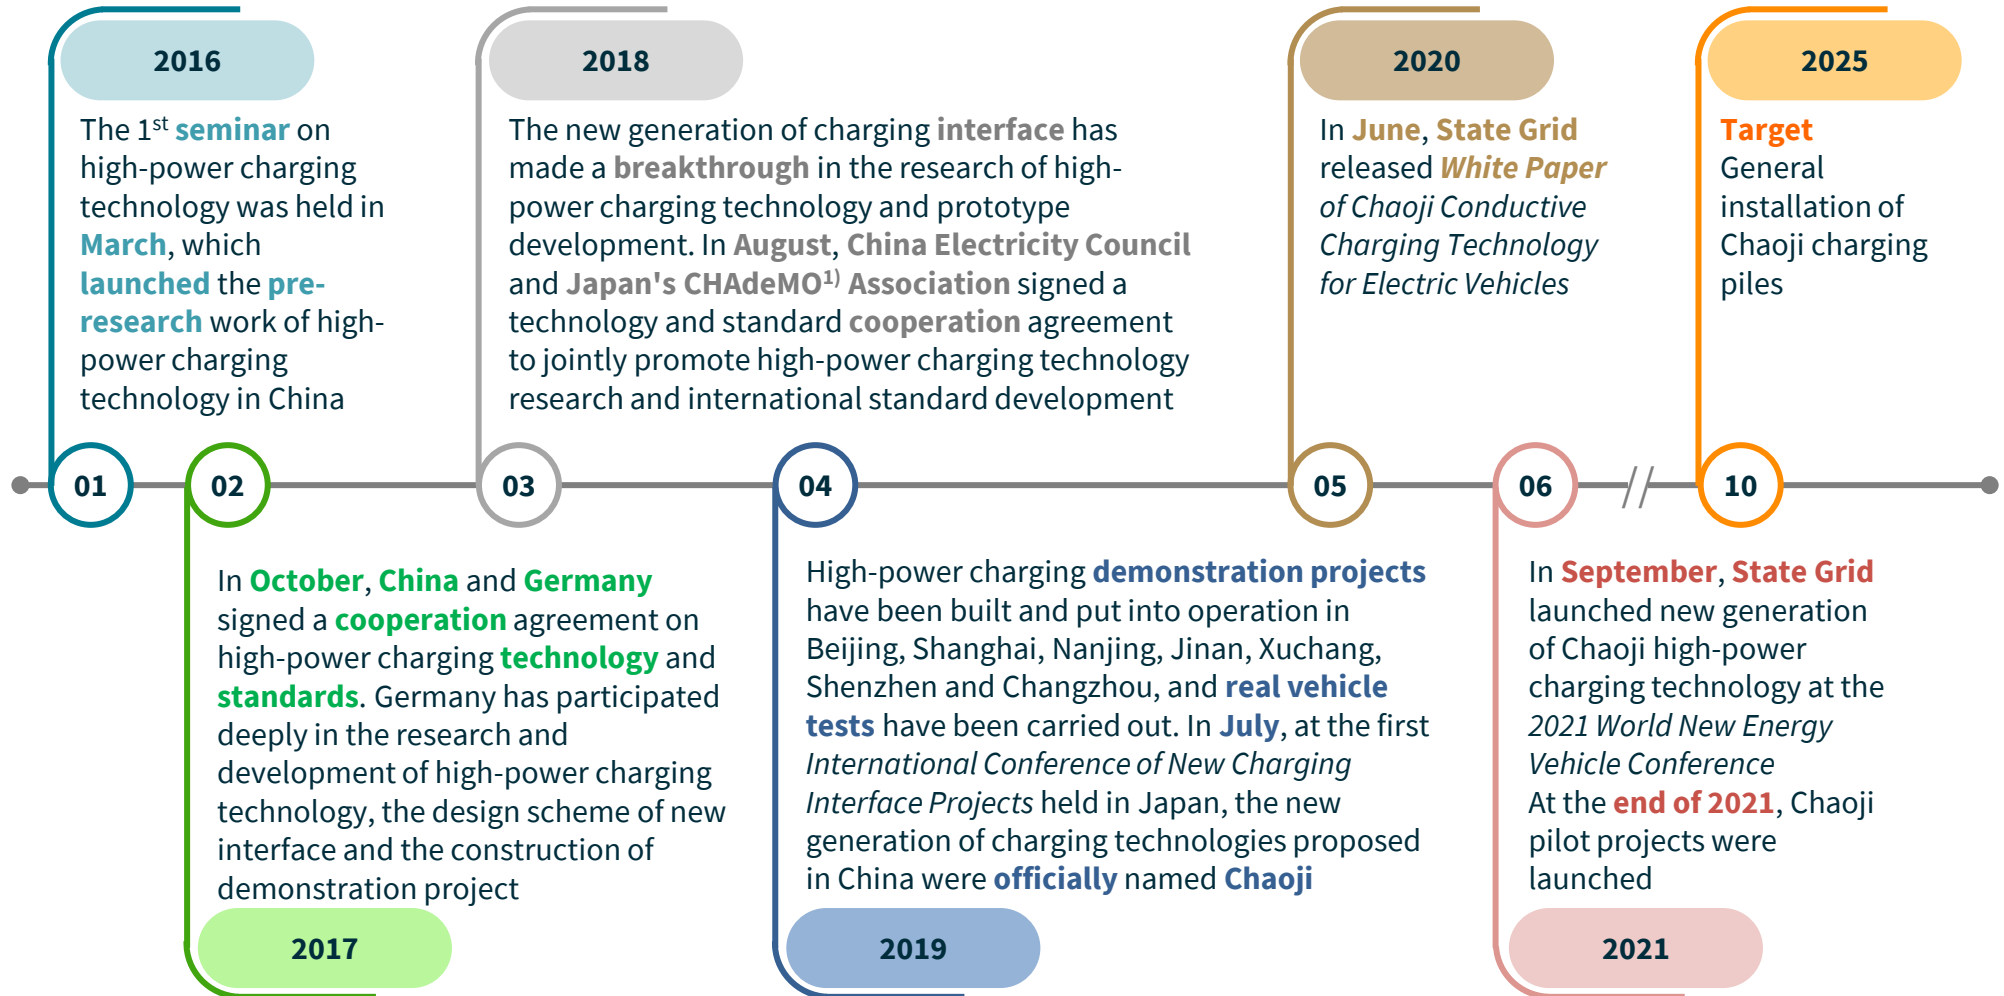 2016
The 1st seminar on
high-power charging
technology was held in
March, which
launched the pre-
research work of high-
power charging
technology in China
2018
The new generation of charging interface has
made a breakthrough in the research of high-
power charging technology and prototype
development. In August, China Electricity Council
and Japan's CHAdeMO1) Association signed a
technology and standard cooperation agreement
to jointly promote high-power charging technology
research and international standard development
2020
In June, State Grid
released White Paper
of Chaoji Conductive
Charging Technology
for Electric Vehicles
2025
Target
General
installation of
Chaoji charging
piles
01
02
03
04
05
06
10
In October, China and Germany
signed a cooperation agreement on
high-power charging technology and
standards. Germany has participated
deeply in the research and
development of high-power charging
technology, the design scheme of new
interface and the construction of
demonstration project
2017
High-power charging demonstration projects
have been built and put into operation in
Beijing, Shanghai, Nanjing, Jinan, Xuchang,
Shenzhen and Changzhou, and real vehicle
tests have been carried out. In July, at the first
International Conference of New Charging
Interface Projects held in Japan, the new
generation of charging technologies proposed
in China were officially named Chaoji
2019
In September, State Grid
launched new generation
of Chaoji high-power
charging technology at the
2021 World New Energy
Vehicle Conference
At the end of 2021, Chaoji
pilot projects were
launched
2021